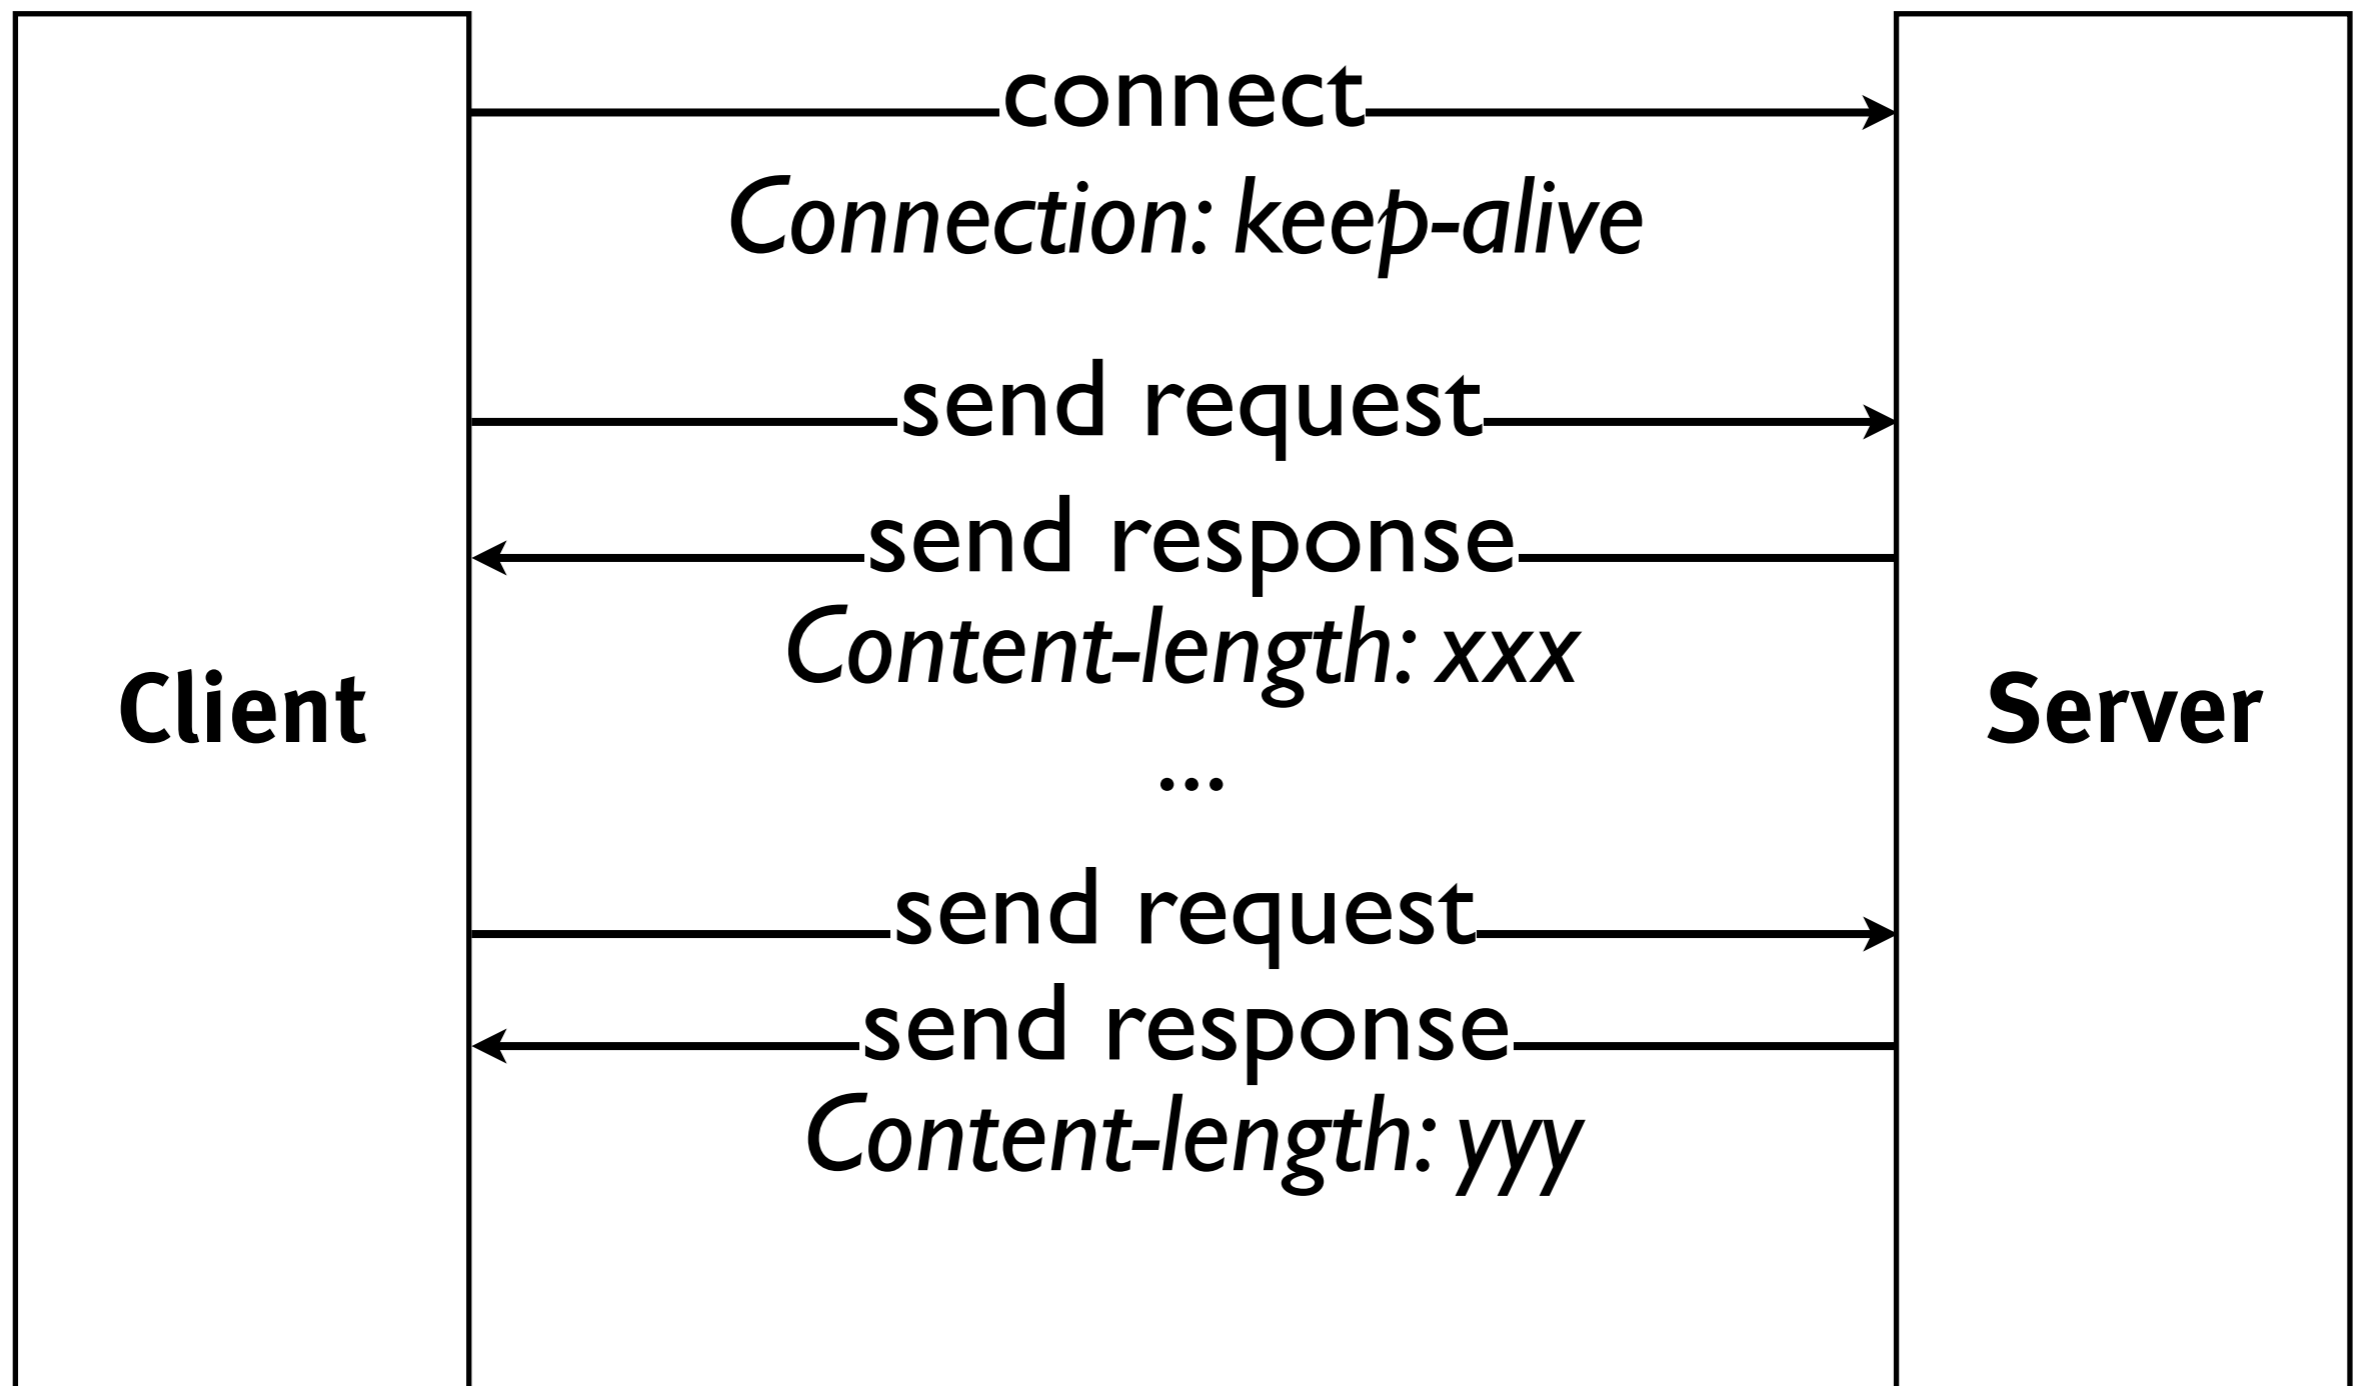 connect
Connection: keep-alive
send request
send response
Content-length: xxx
Client
Server
...
send request
send response
Content-length: yyy